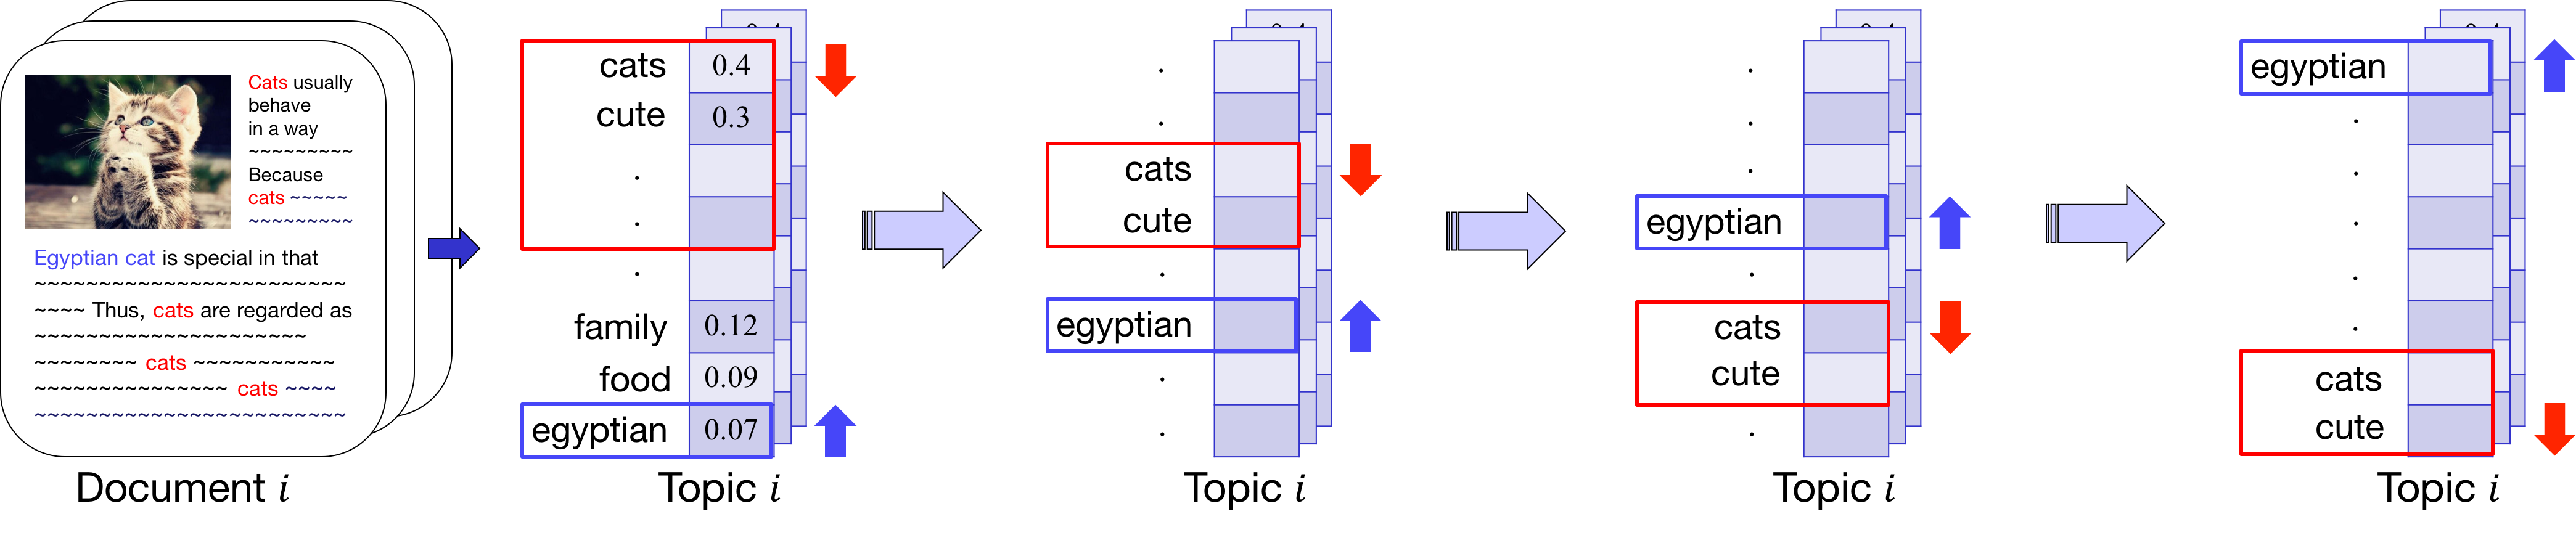 Cats usually
behave
in a way
~~~~~~~~~
Because
cats ~~~~~
~~~~~~~~~
Egyptian cat is special in that
~~~~~~~~~~~~~~~~~~~~~~~~
~~~~ Thus, cats are regarded as
~~~~~~~~~~~~~~~~~~~~~
~~~~~~~~ cats ~~~~~~~~~~~
~~~~~~~~~~~~~~~ cats ~~~~
~~~~~~~~~~~~~~~~~~~~~~~~
Document i
cats 0.4
cute 0.3
.
.
.
family 0.12
food 0.09
egyptian 0.07
Topic i
.
.
cats
cute
.
egyptian
.
.
Topic i
.
.
.
egyptian
.
cats
cute
.
Topic i
egyptian
.
.
.
.
.
cats
cute
Topic i